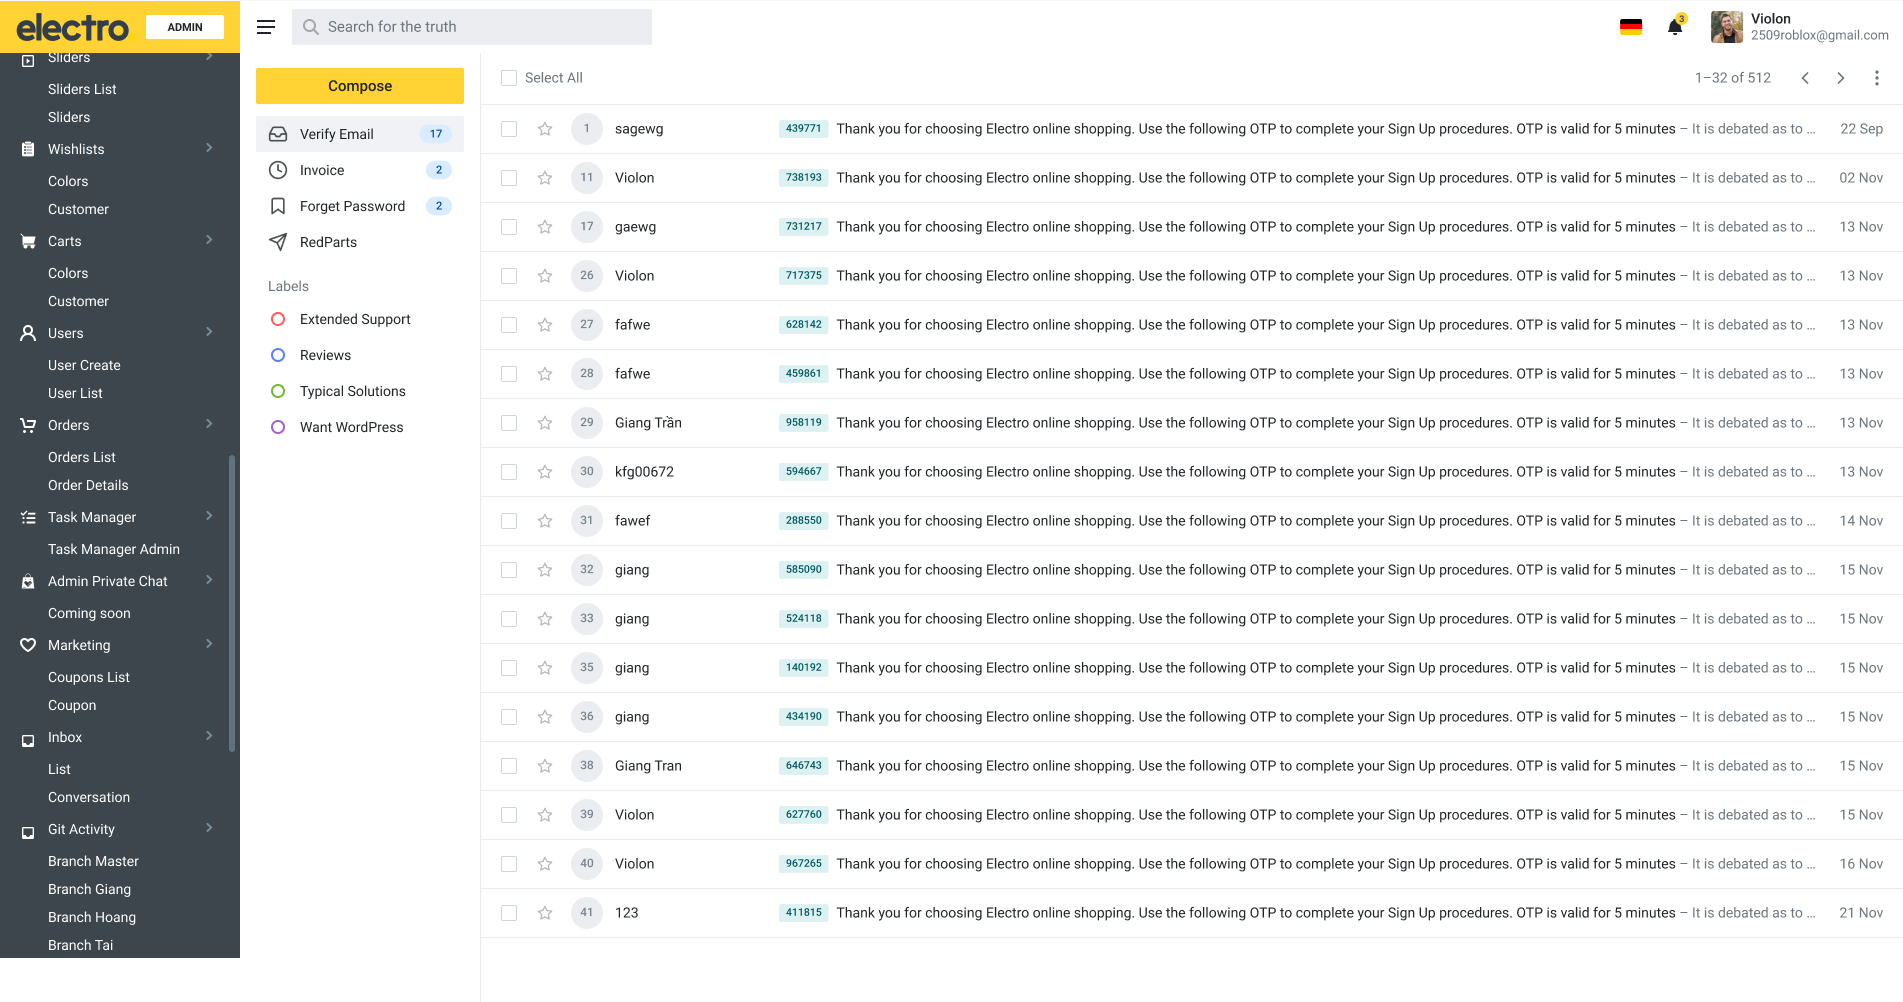 electro ADMIN
Search for the truth
3
Violon
2509roblox@gmail.com
Sliders
Sliders List
Sliders
Wishlists
Colors
Customer
Carts
Colors
Customer
Users
User Create
User List
Orders
Orders List
Order Details
Task Manager
Task Manager Admin
Admin Private Chat
Coming soon
Marketing
Coupons List
Coupon
Inbox
List
Conversation
Git Activity
Branch Master
Branch Giang
Branch Hoang
Branch Tai
Compose
Verify Email 17
Invoice 2
Forget Password 2
RedParts
Labels
Extended Support
Reviews
Typical Solutions
Want WordPress
Select All 1–32 of 512
1 sagewg 439771 Thank you for choosing Electro online shopping. Use the following OTP to complete your Sign Up procedures. OTP is valid for 5 minutes – It is debated as to ... 22 Sep
11 Violon 738193 Thank you for choosing Electro online shopping. Use the following OTP to complete your Sign Up procedures. OTP is valid for 5 minutes – It is debated as to ... 02 Nov
17 gaewg 731217 Thank you for choosing Electro online shopping. Use the following OTP to complete your Sign Up procedures. OTP is valid for 5 minutes – It is debated as to ... 13 Nov
26 Violon 717375 Thank you for choosing Electro online shopping. Use the following OTP to complete your Sign Up procedures. OTP is valid for 5 minutes – It is debated as to ... 13 Nov
27 fafwe 628142 Thank you for choosing Electro online shopping. Use the following OTP to complete your Sign Up procedures. OTP is valid for 5 minutes – It is debated as to ... 13 Nov
28 fafwe 459861 Thank you for choosing Electro online shopping. Use the following OTP to complete your Sign Up procedures. OTP is valid for 5 minutes – It is debated as to ... 13 Nov
29 Giang Trần 958119 Thank you for choosing Electro online shopping. Use the following OTP to complete your Sign Up procedures. OTP is valid for 5 minutes – It is debated as to ... 13 Nov
30 kfg00672 594667 Thank you for choosing Electro online shopping. Use the following OTP to complete your Sign Up procedures. OTP is valid for 5 minutes – It is debated as to ... 13 Nov
31 fawef 288550 Thank you for choosing Electro online shopping. Use the following OTP to complete your Sign Up procedures. OTP is valid for 5 minutes – It is debated as to ... 14 Nov
32 giang 585090 Thank you for choosing Electro online shopping. Use the following OTP to complete your Sign Up procedures. OTP is valid for 5 minutes – It is debated as to ... 15 Nov
33 giang 524118 Thank you for choosing Electro online shopping. Use the following OTP to complete your Sign Up procedures. OTP is valid for 5 minutes – It is debated as to ... 15 Nov
35 giang 140192 Thank you for choosing Electro online shopping. Use the following OTP to complete your Sign Up procedures. OTP is valid for 5 minutes – It is debated as to ... 15 Nov
36 giang 434190 Thank you for choosing Electro online shopping. Use the following OTP to complete your Sign Up procedures. OTP is valid for 5 minutes – It is debated as to ... 15 Nov
38 Giang Tran 646743 Thank you for choosing Electro online shopping. Use the following OTP to complete your Sign Up procedures. OTP is valid for 5 minutes – It is debated as to ... 15 Nov
39 Violon 627760 Thank you for choosing Electro online shopping. Use the following OTP to complete your Sign Up procedures. OTP is valid for 5 minutes – It is debated as to ... 15 Nov
40 Violon 967265 Thank you for choosing Electro online shopping. Use the following OTP to complete your Sign Up procedures. OTP is valid for 5 minutes – It is debated as to ... 16 Nov
41 123 411815 Thank you for choosing Electro online shopping. Use the following OTP to complete your Sign Up procedures. OTP is valid for 5 minutes – It is debated as to ... 21 Nov